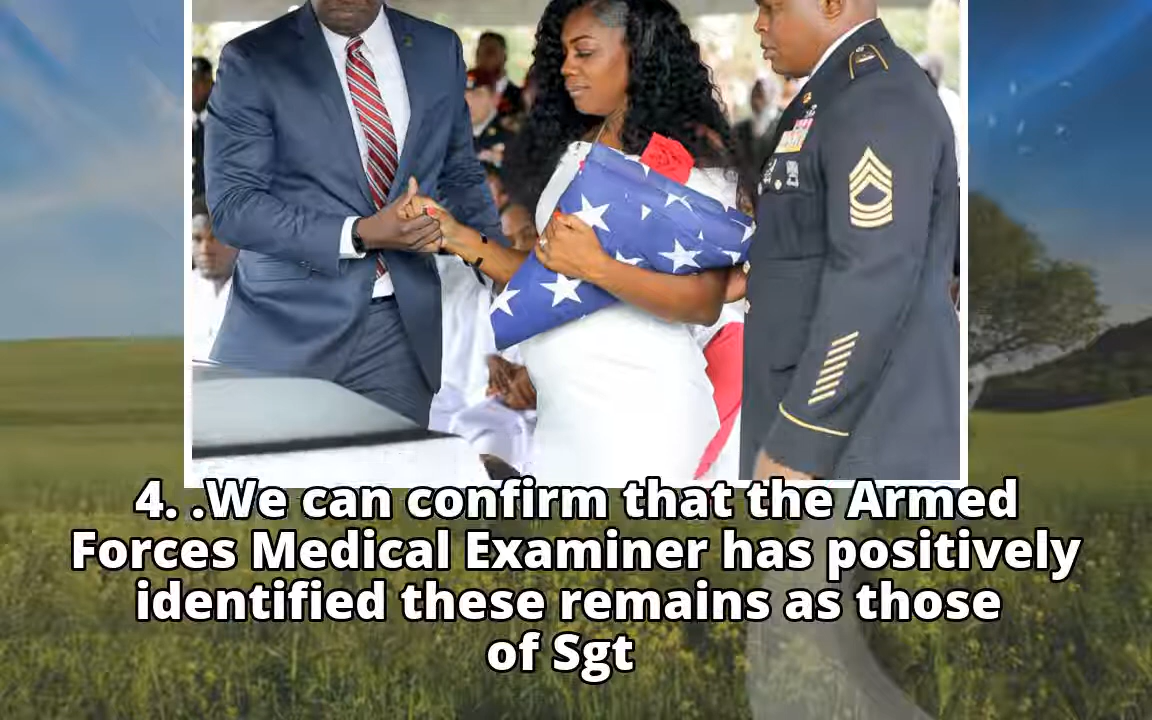 4. .We can confirm that the Armed
Forces Medical Examiner has positively
identified these remains as those
of Sgt